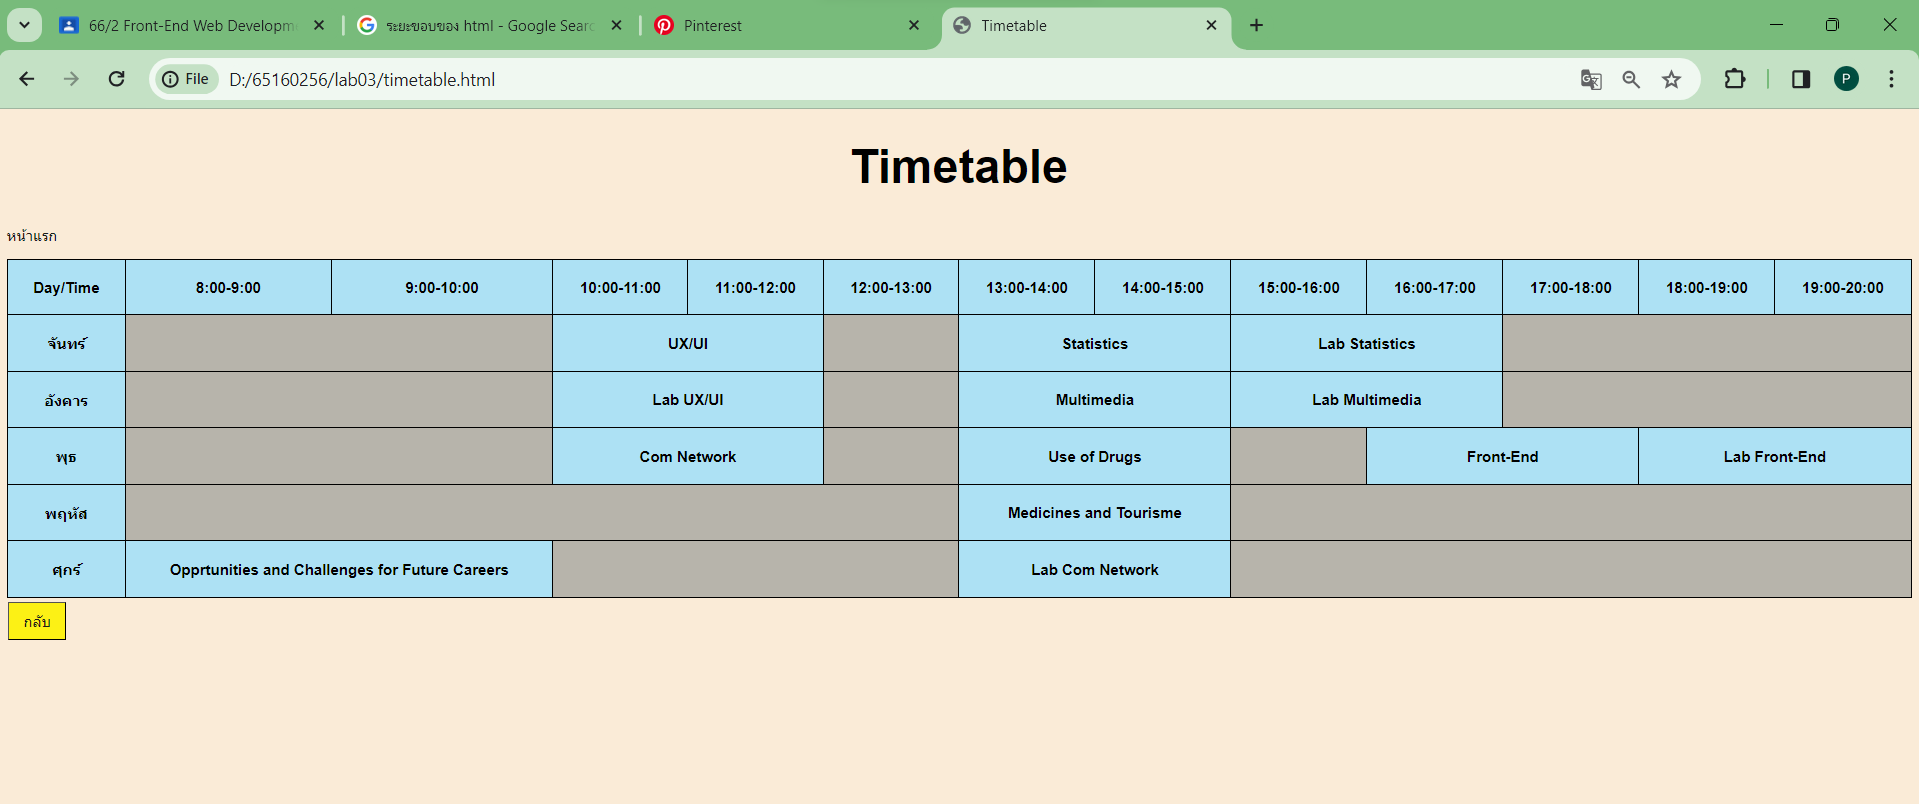 66/2 Front-End Web Developm
ระยะขอบของ html - Google Searc
Pinterest
Timetable
File
D:/65160256/lab03/timetable.html
P
Timetable
หน้าแรก
Day/Time 8:00-9:00 9:00-10:00 10:00-11:00 11:00-12:00 12:00-13:00 13:00-14:00 14:00-15:00 15:00-16:00 16:00-17:00 17:00-18:00 18:00-19:00 19:00-20:00
จันทร์ UX/UI Statistics Lab Statistics
อังคาร Lab UX/UI Multimedia Lab Multimedia
พุธ Com Network Use of Drugs Front-End Lab Front-End
พฤหัส Medicines and Tourisme
ศุกร์ Opprtunities and Challenges for Future Careers Lab Com Network
กลับ